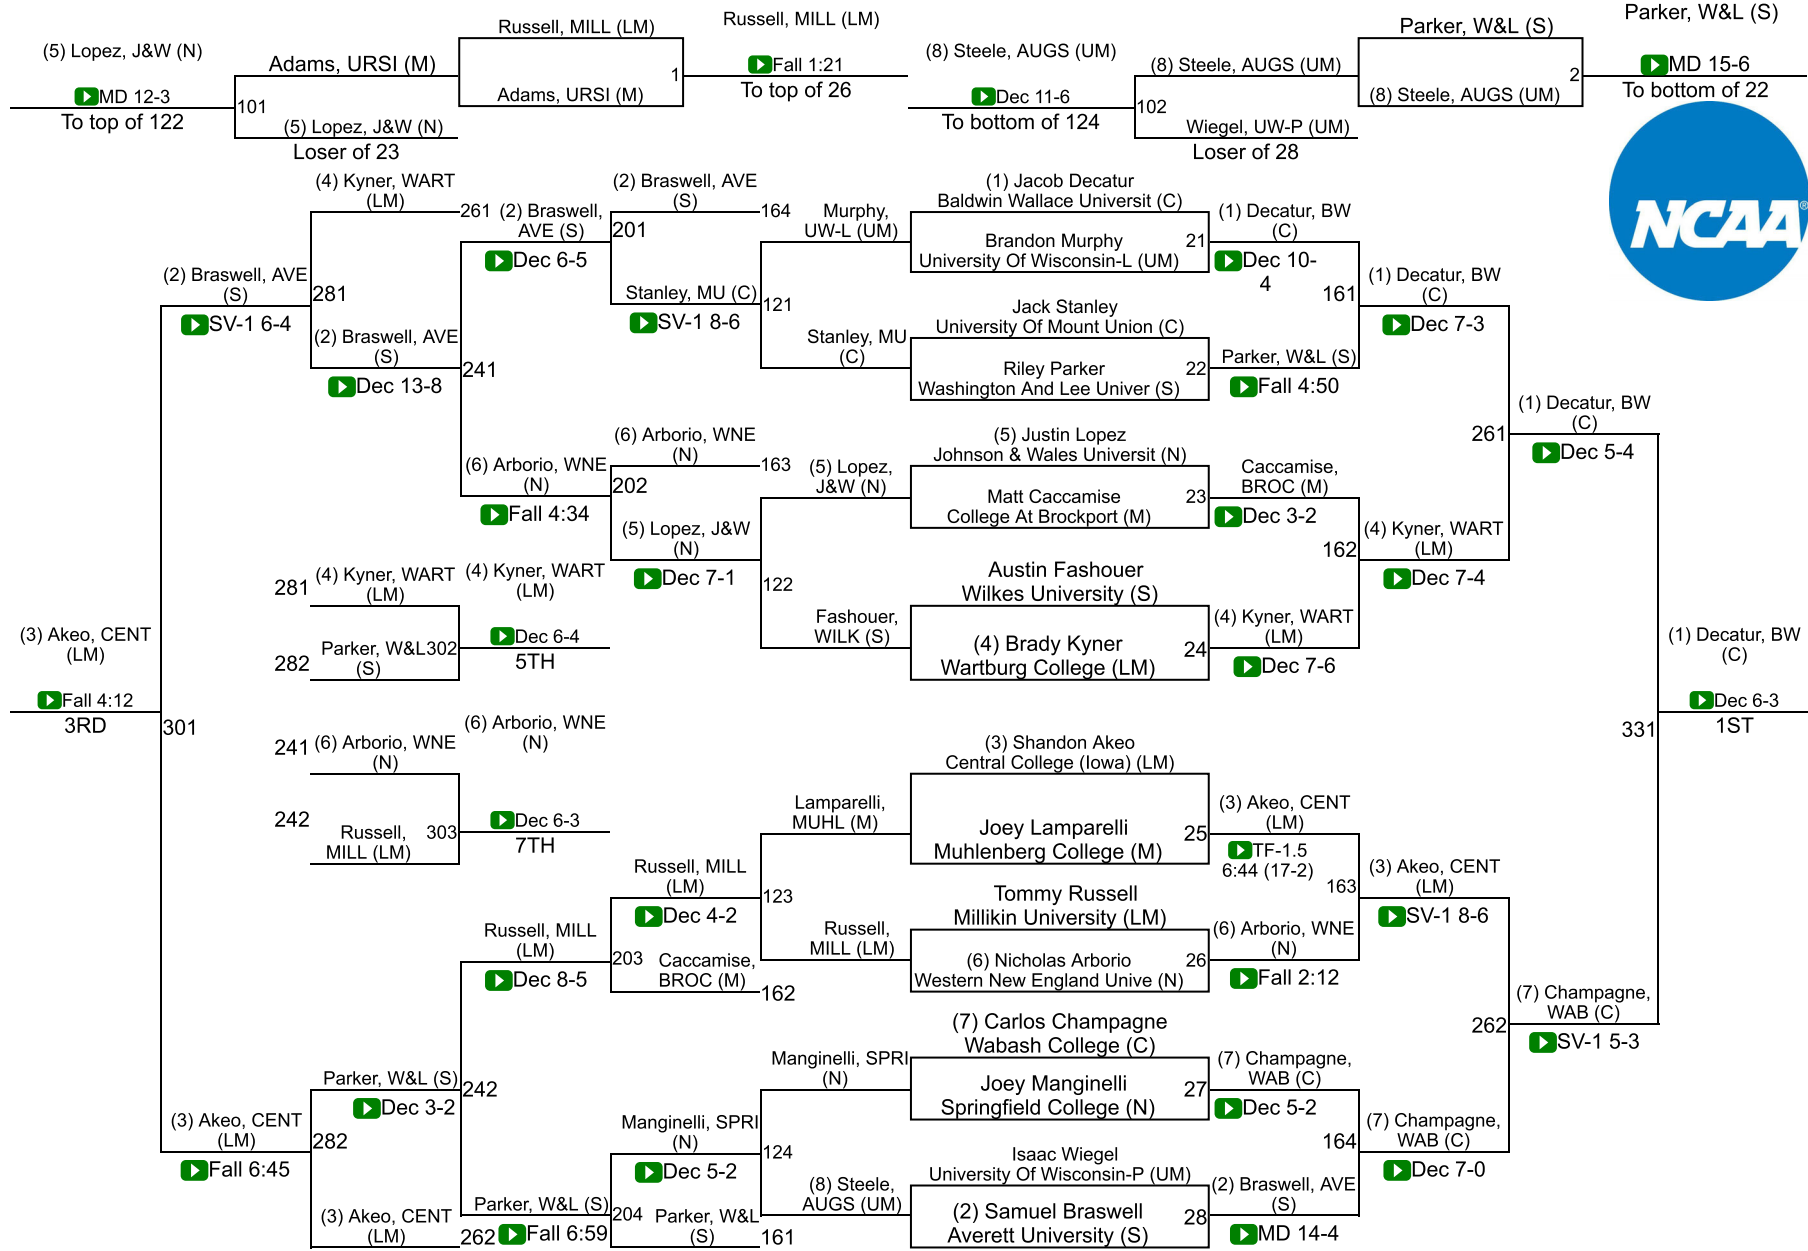 (5) Lopez, J&W (N)
MD 12-3
To top of 122
Adams, URSI (M)
101
(5) Lopez, J&W (N)
Loser of 23
Russell, MILL (LM)
1
Adams, URSI (M)
Russell, MILL (LM)
Fall 1:21
To top of 26
(8) Steele, AUGS (UM)
Dec 11-6
To bottom of 124
(8) Steele, AUGS (UM)
102
Wiegel, UW-P (UM)
Loser of 28
Parker, W&L (S)
2
(8) Steele, AUGS (UM)
Parker, W&L (S)
MD 15-6
To bottom of 22
NCAA®
(4) Kyner, WART
(LM)
261
281
(2) Braswell, AVE
(S)
SV-1 6-4
(2) Braswell, AVE
(S)
Dec 13-8
(2) Braswell,
AVE (S)
Dec 6-5
241
(6) Arborio, WNE
(N)
Fall 4:34
(2) Braswell, AVE
(S)
164
201
Stanley, MU (C)
SV-1 8-6
(6) Arborio, WNE
(N)
163
202
(5) Lopez, J&W
(N)
Dec 7-1
Murphy,
UW-L (UM)
121
Stanley, MU
(C)
(5) Lopez,
J&W (N)
122
Fashouer,
WILK (S)
(1) Jacob Decatur
Baldwin Wallace Universit (C)
Brandon Murphy
University Of Wisconsin-L (UM)
21
Jack Stanley
University Of Mount Union (C)
Riley Parker
Washington And Lee Univer (S)
22
(5) Justin Lopez
Johnson & Wales Universit (N)
Matt Caccamise
College At Brockport (M)
23
Austin Fashouer
Wilkes University (S)
(4) Brady Kyner
Wartburg College (LM)
24
(1) Decatur, BW
(C)
Dec 10-
4
161
Parker, W&L (S)
Fall 4:50
Caccamise,
BROC (M)
Dec 3-2
162
(4) Kyner, WART
(LM)
Dec 7-6
(1) Decatur, BW
(C)
Dec 7-3
261
(4) Kyner, WART
(LM)
Dec 7-4
(1) Decatur, BW
(C)
Dec 5-4
281
(4) Kyner, WART
(LM)
282
Parker, W&L
(S)
302
(4) Kyner, WART
(LM)
Dec 6-4
5TH
(3) Akeo, CENT
(LM)
Fall 4:12
3RD
301
241
(6) Arborio, WNE
(N)
242
Russell,
MILL (LM)
303
(6) Arborio, WNE
(N)
Dec 6-3
7TH
331
(1) Decatur, BW
(C)
Dec 6-3
1ST
(3) Shandon Akeo
Central College (Iowa) (LM)
Joey Lamparelli
Muhlenberg College (M)
25
Tommy Russell
Millikin University (LM)
(6) Nicholas Arborio
Western New England Unive (N)
26
(7) Carlos Champagne
Wabash College (C)
Joey Manginelli
Springfield College (N)
27
Isaac Wiegel
University Of Wisconsin-P (UM)
(2) Samuel Braswell
Averett University (S)
28
Lamparelli,
MUHL (M)
123
Russell,
MILL (LM)
Manginelli, SPRI
(N)
124
(8) Steele,
AUGS (UM)
Russell, MILL
(LM)
Dec 4-2
203
Caccamise,
BROC (M)
162
Manginelli, SPRI
(N)
Dec 5-2
204
Parker, W&L
(S)
161
Russell, MILL
(LM)
Dec 8-5
242
Parker, W&L (S)
Fall 6:59
Parker, W&L (S)
Dec 3-2
282
(3) Akeo, CENT
(LM)
262
(3) Akeo, CENT
(LM)
Fall 6:45
(3) Akeo, CENT
(LM)
TF-1.5
6:44 (17-2)
163
(6) Arborio, WNE
(N)
Fall 2:12
(7) Champagne,
WAB (C)
Dec 5-2
164
(2) Braswell, AVE
(S)
MD 14-4
(3) Akeo, CENT
(LM)
SV-1 8-6
262
(7) Champagne,
WAB (C)
Dec 7-0
(7) Champagne,
WAB (C)
SV-1 5-3